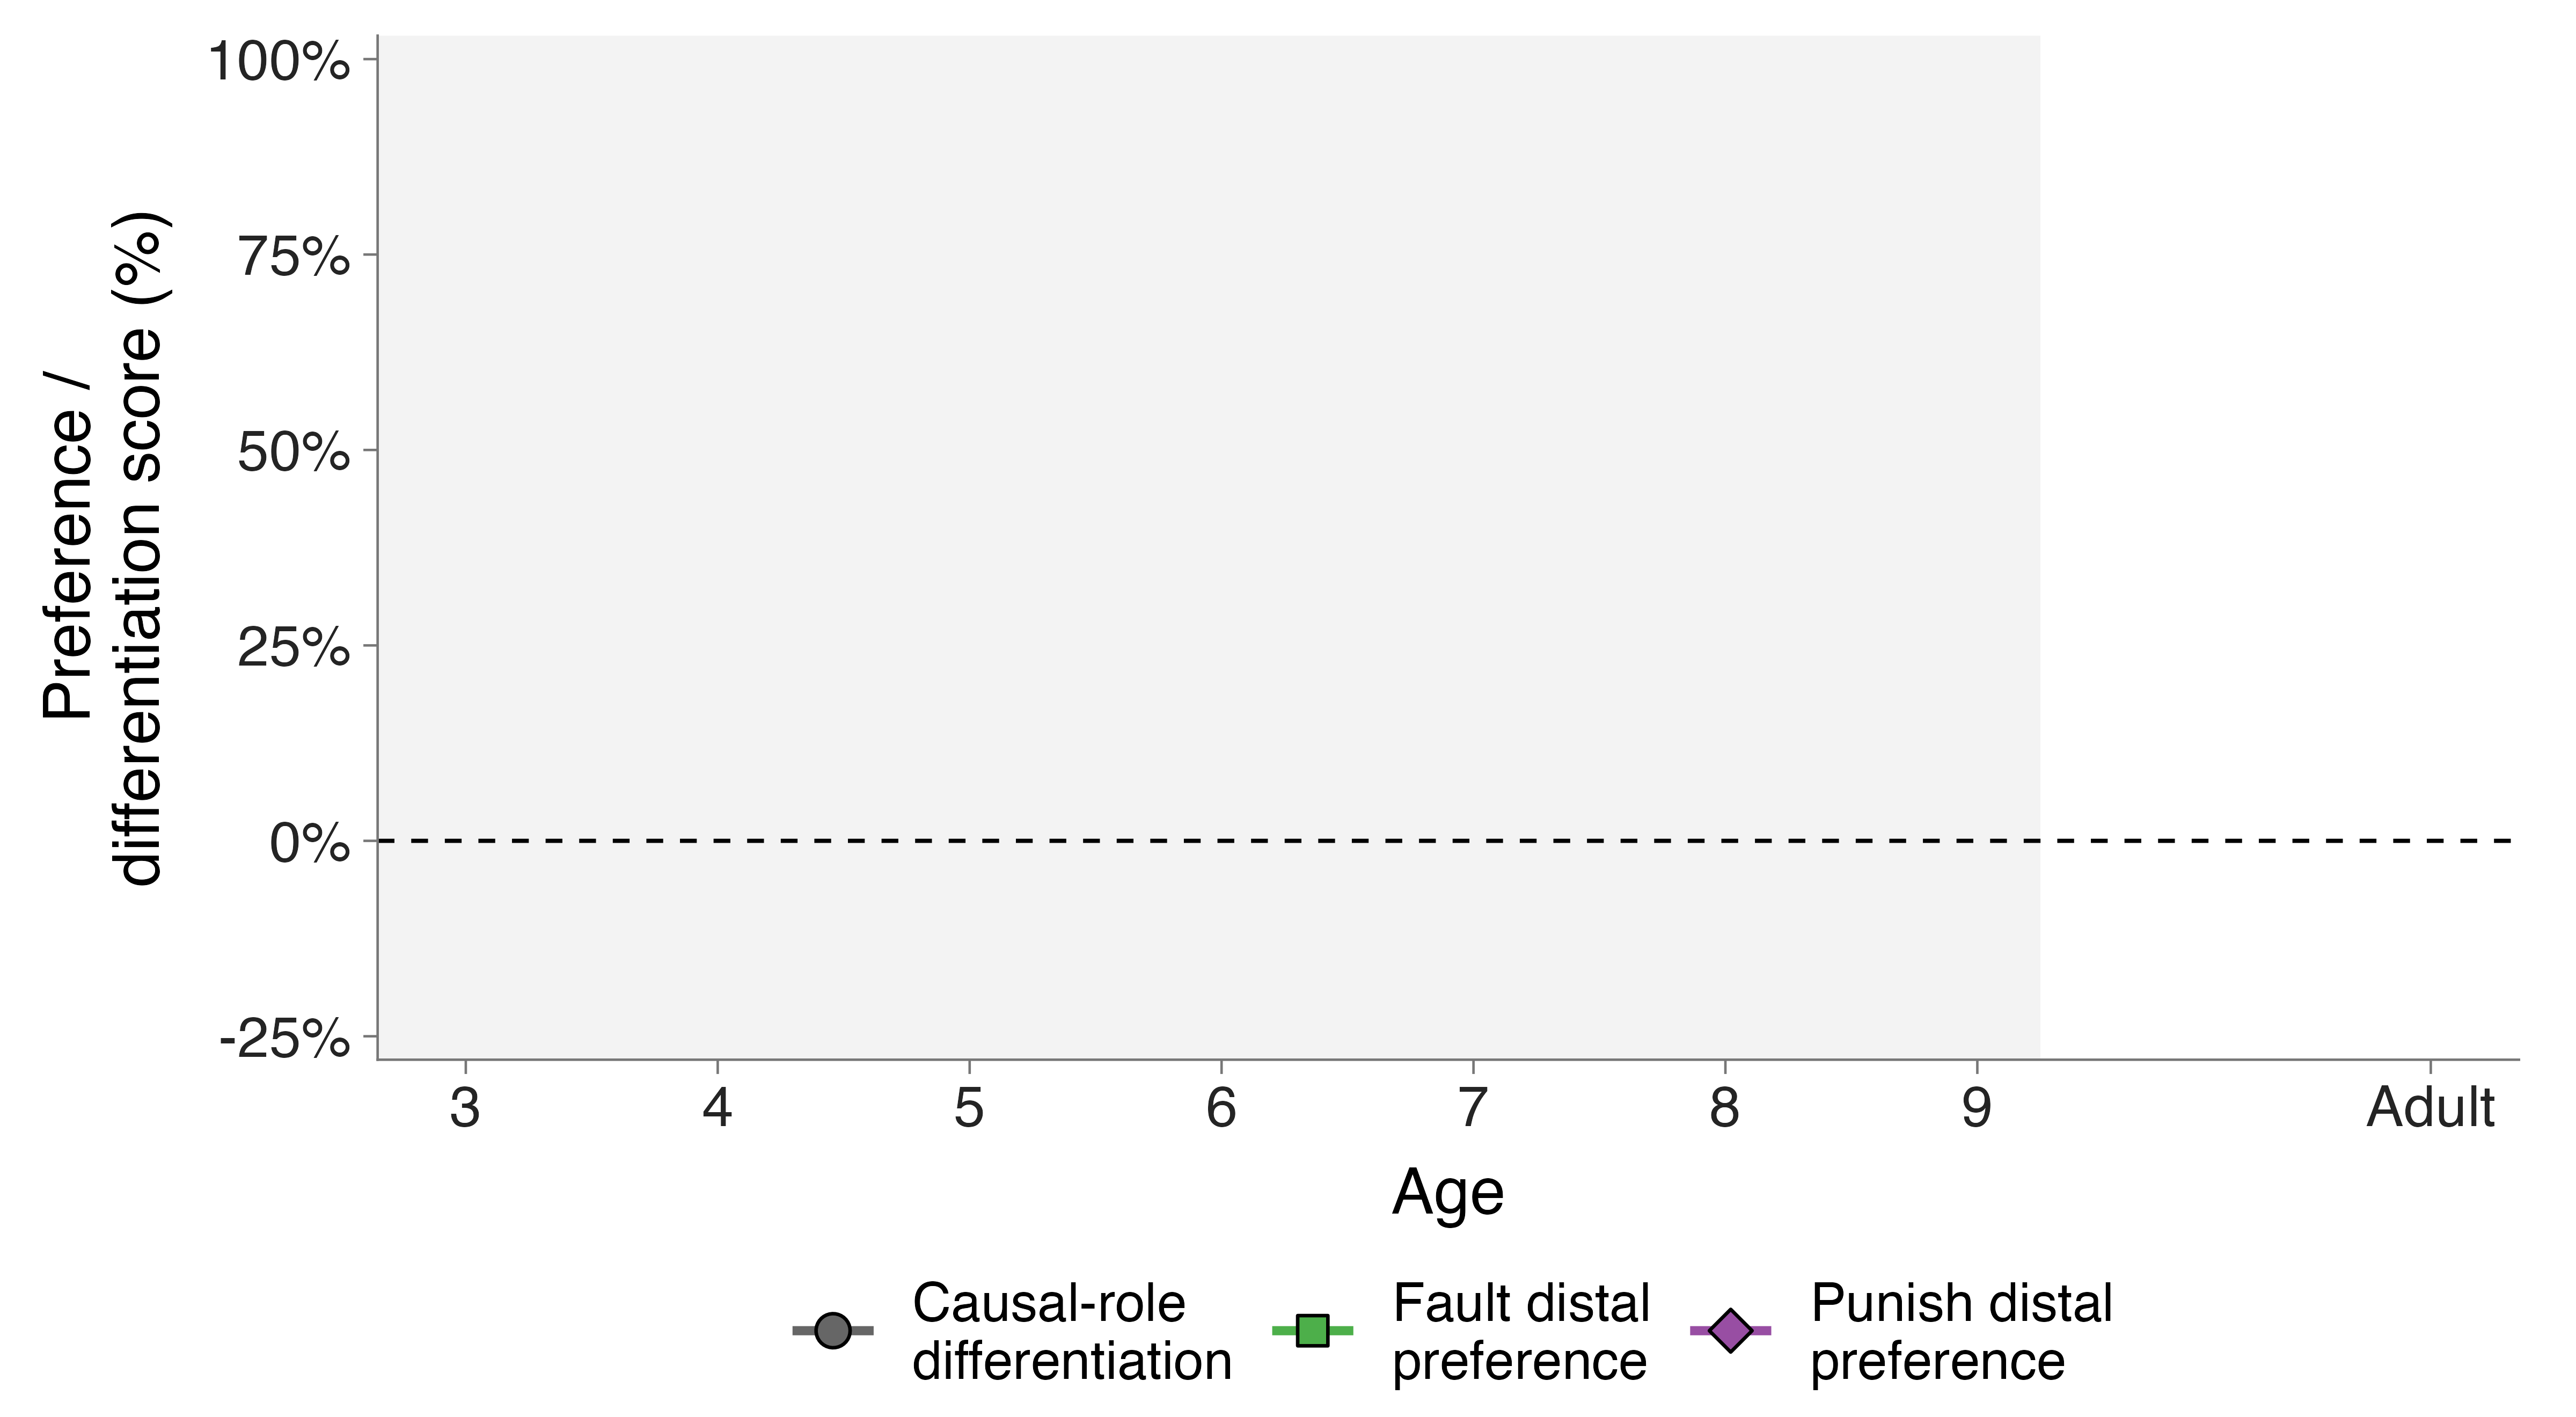 Preference /
differentiation score (%)
100%
75%
50%
25%
0%
-25%
3 4 5 6 7 8 9 Adult
Age
Causal-role
differentiation
Fault distal
preference
Punish distal
preference